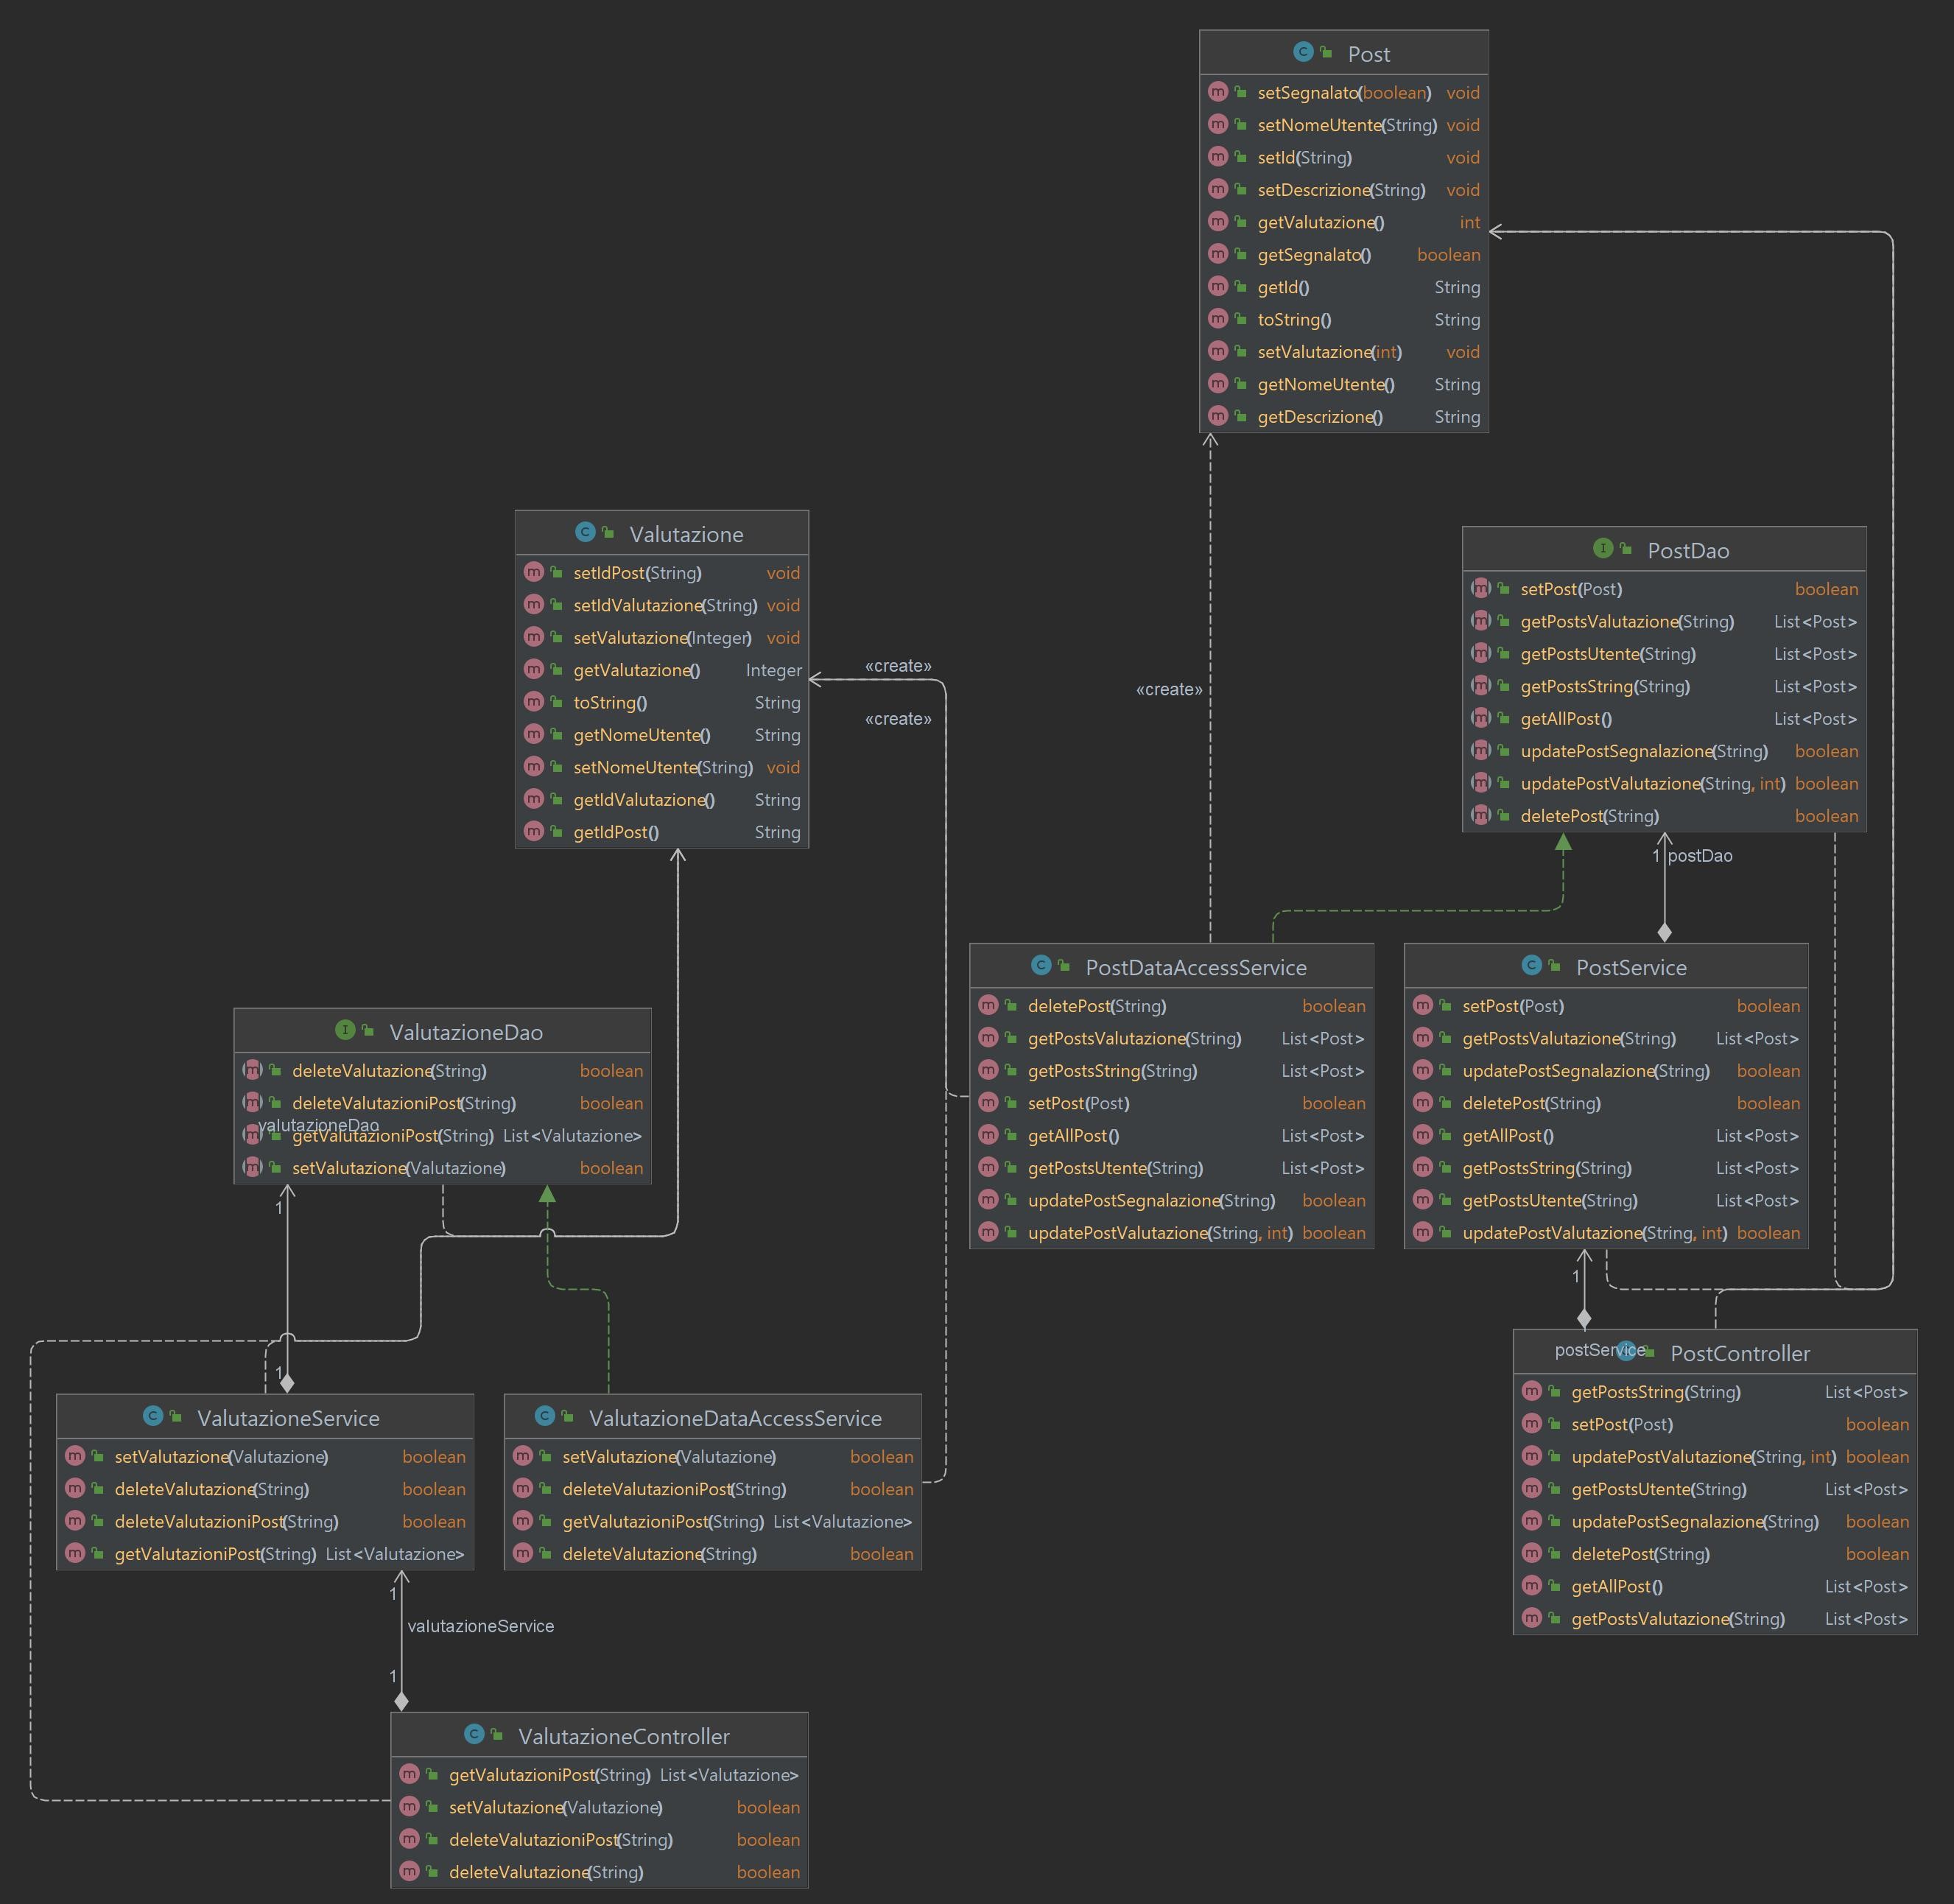 Post
setSegnalato(boolean) void
setNomeUtente(String) void
setId(String) void
setDescrizione(String) void
getValutazione() int
getSegnalato() boolean
getId() String
toString() String
setValutazione(int) void
getNomeUtente() String
getDescrizione() String
Valutazione
setIdPost(String) void
setIdValutazione(String) void
setValutazione(Integer) void
getValutazione() Integer
toString() String
getNomeUtente() String
setNomeUtente(String) void
getIdValutazione() String
getIdPost() String
«create»
«create»
«create»
PostDao
setPost(Post) boolean
getPostsValutazione(String) List<Post>
getPostsUtente(String) List<Post>
getPostsString(String) List<Post>
getAllPost() List<Post>
updatePostSegnalazione(String) boolean
updatePostValutazione(String, int) boolean
deletePost(String) boolean
1 postDao
PostDataAccessService
deletePost(String) boolean
getPostsValutazione(String) List<Post>
getPostsString(String) List<Post>
setPost(Post) boolean
getAllPost() List<Post>
getPostsUtente(String) List<Post>
updatePostSegnalazione(String) boolean
updatePostValutazione(String, int) boolean
PostService
setPost(Post) boolean
getPostsValutazione(String) List<Post>
updatePostSegnalazione(String) boolean
deletePost(String) boolean
getAllPost() List<Post>
getPostsString(String) List<Post>
getPostsUtente(String) List<Post>
updatePostValutazione(String, int) boolean
1
postService
PostController
getPostsString(String) List<Post>
setPost(Post) boolean
updatePostValutazione(String, int) boolean
getPostsUtente(String) List<Post>
updatePostSegnalazione(String) boolean
deletePost(String) boolean
getAllPost() List<Post>
getPostsValutazione(String) List<Post>
ValutazioneDao
deleteValutazione(String) boolean
deleteValutazioniPost(String) boolean
valutazioneDao
getValutazioniPost(String) List<Valutazione>
setValutazione(Valutazione) boolean
1
1
ValutazioneService
setValutazione(Valutazione) boolean
deleteValutazione(String) boolean
deleteValutazioniPost(String) boolean
getValutazioniPost(String) List<Valutazione>
ValutazioneDataAccessService
setValutazione(Valutazione) boolean
deleteValutazioniPost(String) boolean
getValutazioniPost(String) List<Valutazione>
deleteValutazione(String) boolean
1
valutazioneService
1
ValutazioneController
getValutazioniPost(String) List<Valutazione>
setValutazione(Valutazione) boolean
deleteValutazioniPost(String) boolean
deleteValutazione(String) boolean